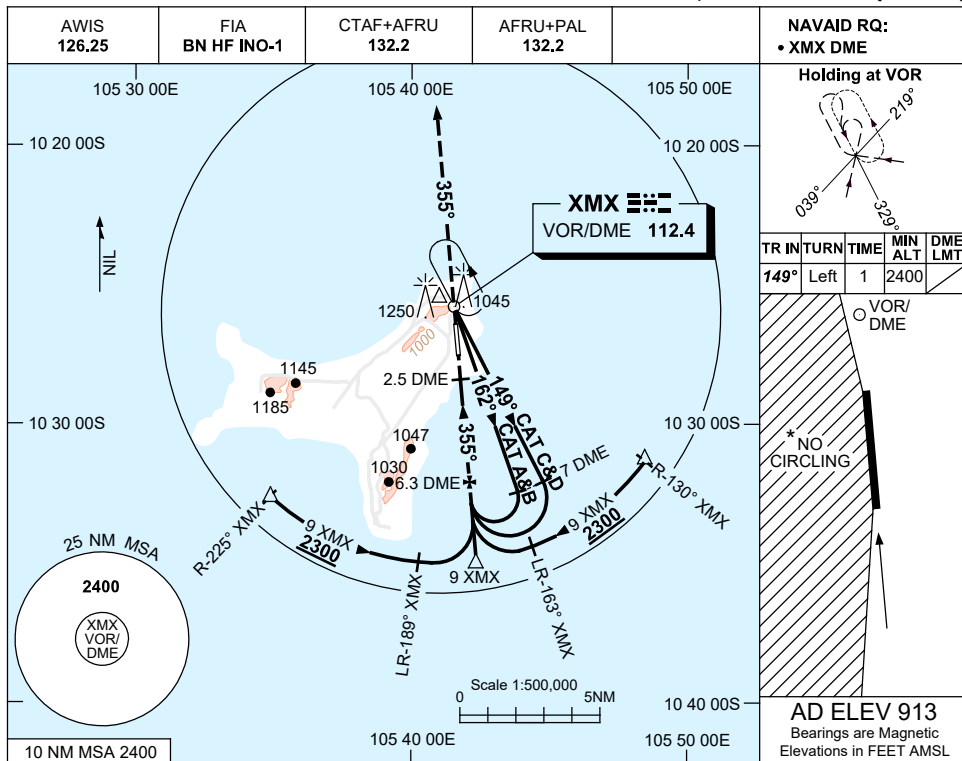 AWIS
126.25
FIA
BN HF INO-1
CTAF+AFRU
132.2
AFRU+PAL
132.2
NAVAID RQ:
• XMX DME
105 30 00E
105 40 00E
105 50 00E
10 20 00S
10 20 00S
NIL
355°
XMX
VOR/DME 112.4
1250
1045
1000
1145
1185
2.5 DME
10 30 00S
10 30 00S
162° CAT A&B
149° CAT C&D
355°
1047
1030
6.3 DME
7 DME
R-225° XMX
9 XMX
2300
LR-189° XMX
9 XMX
LR-163° XMX
9 XMX
2300
R-130° XMX
25 NM MSA
2400
XMX
VOR/
DME
Scale 1:500,000
0
5NM
10 40 00S
105 40 00E
10 NM MSA 2400
Holding at VOR
219°
039°
329°
TR IN TURN TIME MIN ALT DME LMT
149° Left 1 2400
VOR/
DME
*NO
CIRCLING
AD ELEV 913
Bearings are Magnetic
Elevations in FEET AMSL